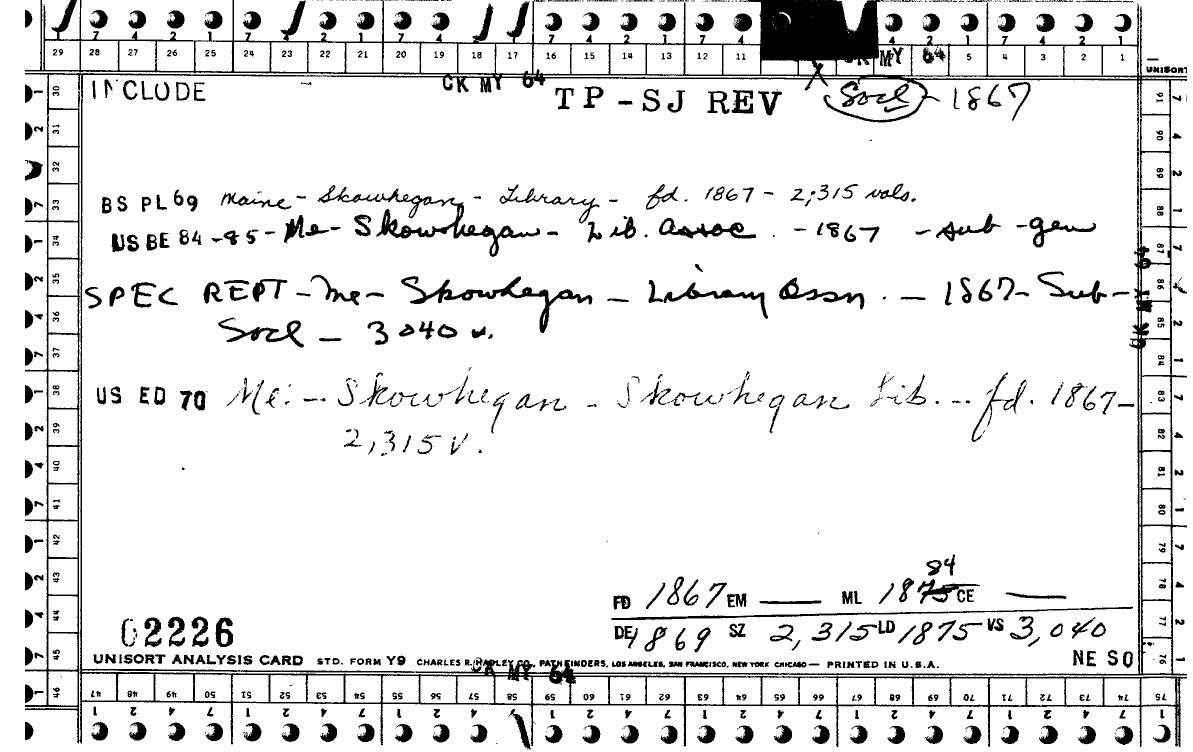 7 4 2 1 7 4 2 1 7 4 2 1 7 4 2 1 7 4 4 2 1 7 4 2 1
29 28 27 26 25 24 23 22 21 20 19 18 17 16 15 14 13 12 11 5 4 3 2 1
CK MY 64
UNISORT
INCLUDE
CK MY 64
TP-SJ REV
X
Socl - 1867
BS PL 69 Maine - Skowhegan - Library - fd. 1867 - 2,315 vols.
US BE 84-85 - Me - Skowhegan - Lib. Assoc. - 1867 - sub - gen
SPEC REPT - Me - Skowhegan - Library Assn. - 1867 - Sub -
Socl - 3040 v.
US ED 70 Me. - Skowhegan - Skowhegan Lib. - fd. 1867 -
2,315 v.
30 31 32 33 34 35 36 37 38 39 40 41 42 43 44 45 46
91 90 89 88 87 86 85 84 83 82 81 80 79 78 77 76 75
CK MY 64
84
FD 1867 EM — ML 1875 CE —
DE 1869 SZ 2,315 LD 1875 VS 3,040
02226
NE SO
UNISORT ANALYSIS CARD STD. FORM Y9 CHARLES R. HADLEY CO., PATHFINDERS, LOS ANGELES, SAN FRANCISCO, NEW YORK CHICAGO — PRINTED IN U.S.A.
CK MY 64
47 48 49 50 51 52 53 54 55 56 57 58 59 60 61 62 63 64 65 66 67 68 69 70 71 72 73 74
1 2 4 7 1 2 4 7 1 2 4 7 1 2 4 7 1 2 4 7 1 2 4 7 1 2 4 7